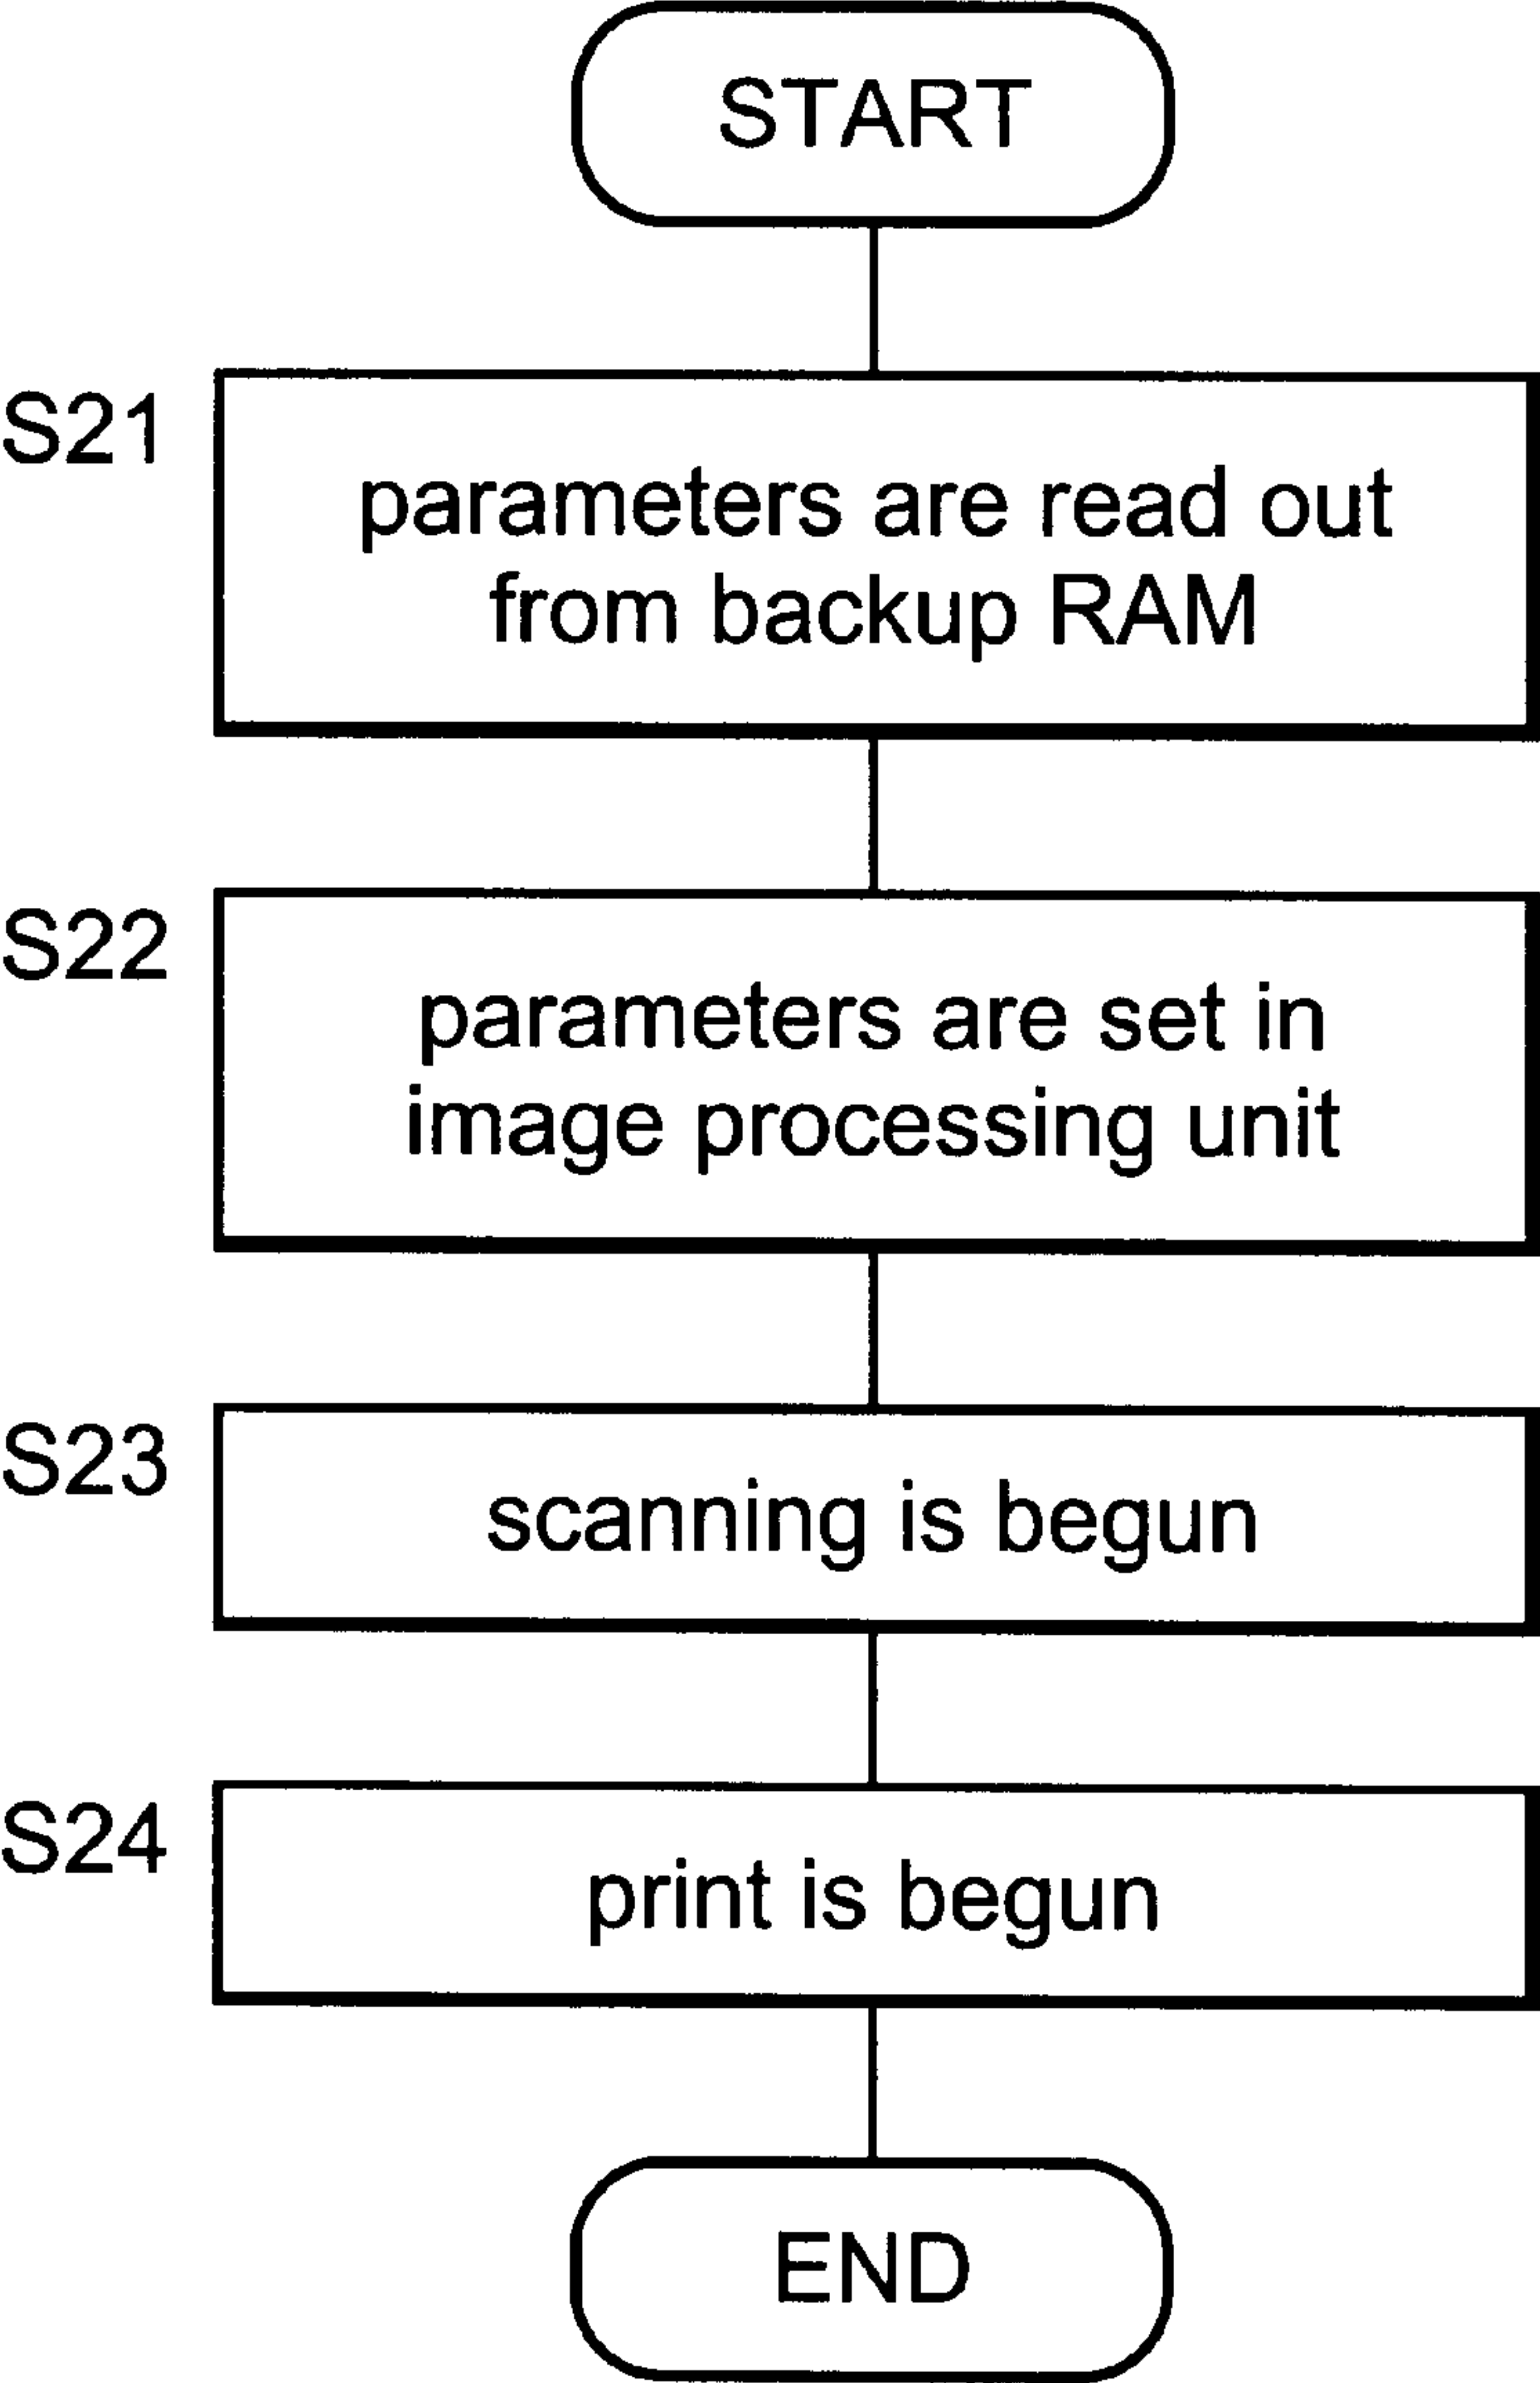 START
S21
parameters are read out
from backup RAM
S22
parameters are set in
image processing unit
S23
scanning is begun
S24
print is begun
END